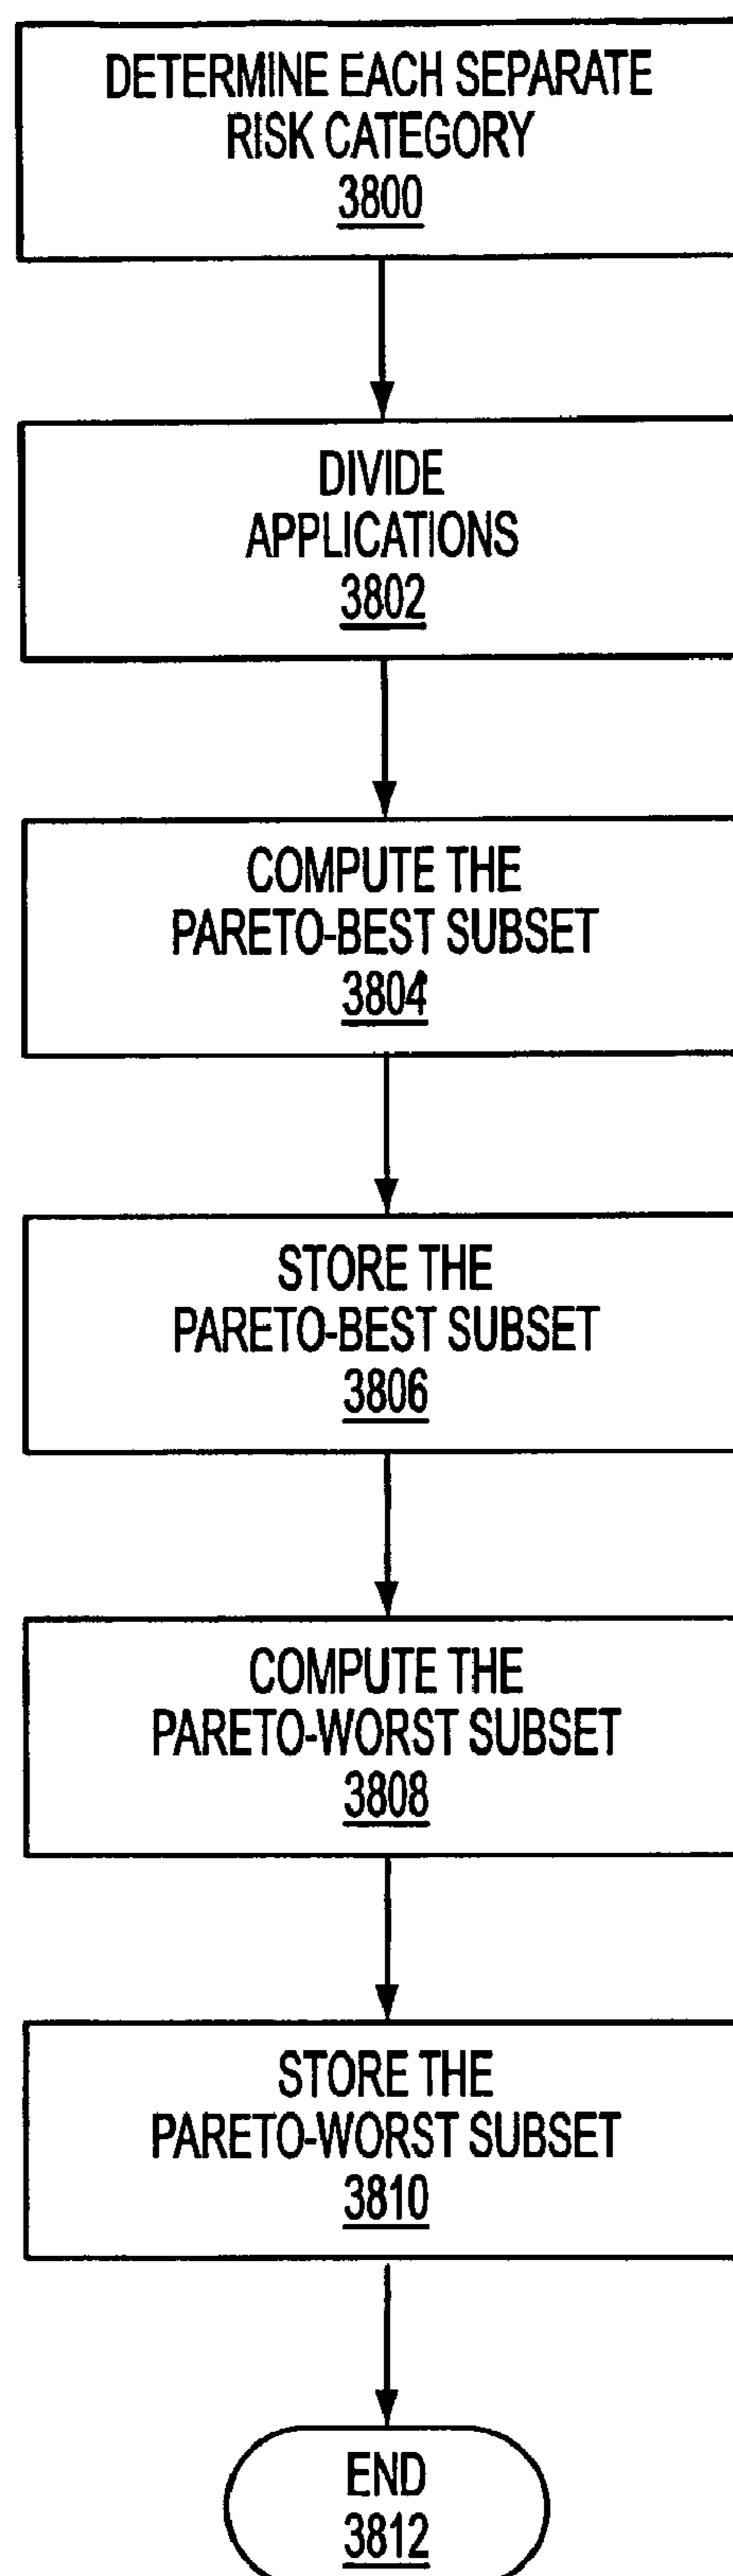 DETERMINE EACH SEPARATE
RISK CATEGORY
3800
DIVIDE
APPLICATIONS
3802
COMPUTE THE
PARETO-BEST SUBSET
3804
STORE THE
PARETO-BEST SUBSET
3806
COMPUTE THE
PARETO-WORST SUBSET
3808
STORE THE
PARETO-WORST SUBSET
3810
END
3812